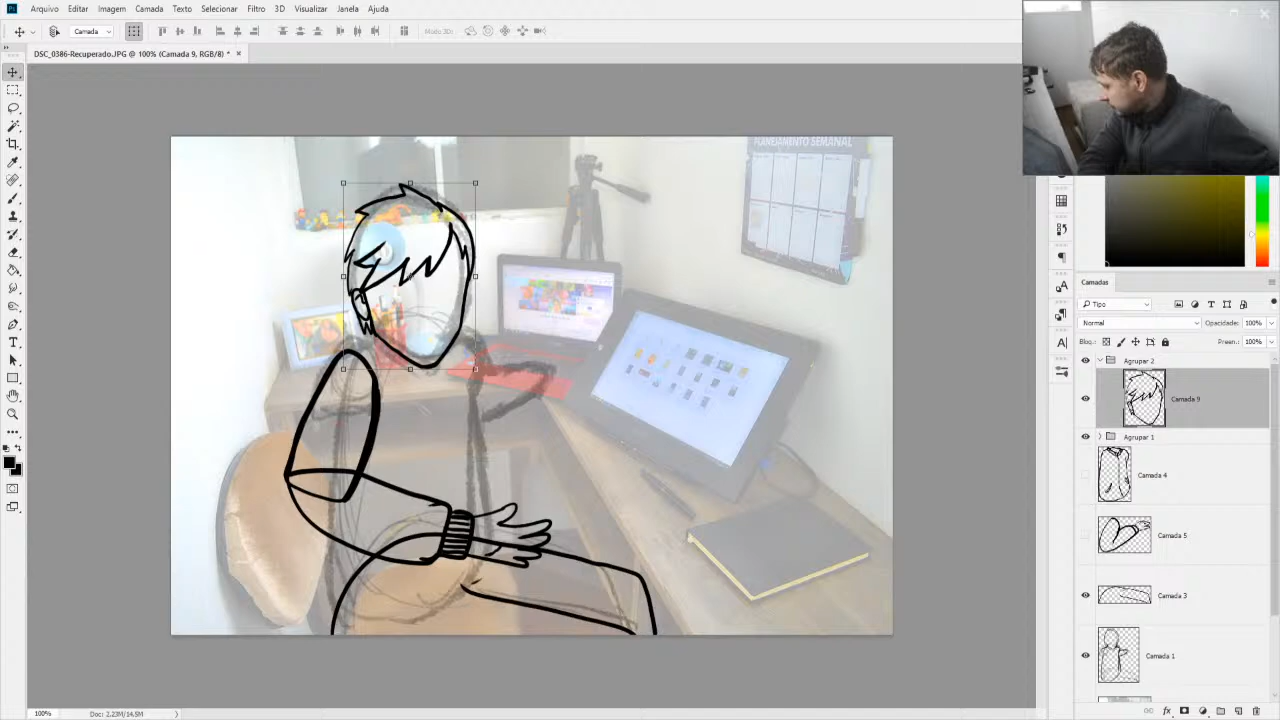 Arquivo Editar Imagem Camada Texto Selecionar Filtro 3D Visualizar Janela Ajuda
Camada
Modo 3D:
DSC_0386-Recuperado.JPG @ 100% (Camada 9, RGB/8) *
PLANEJAMENTO SEMANAL
Camadas
Tipo
Normal
Opacidade: 100%
Bloq.:
Preen.: 100%
Agrupar 2
Camada 9
Agrupar 1
Camada 4
Camada 5
Camada 3
Camada 1
100%
Doc: 2,23M/14,5M